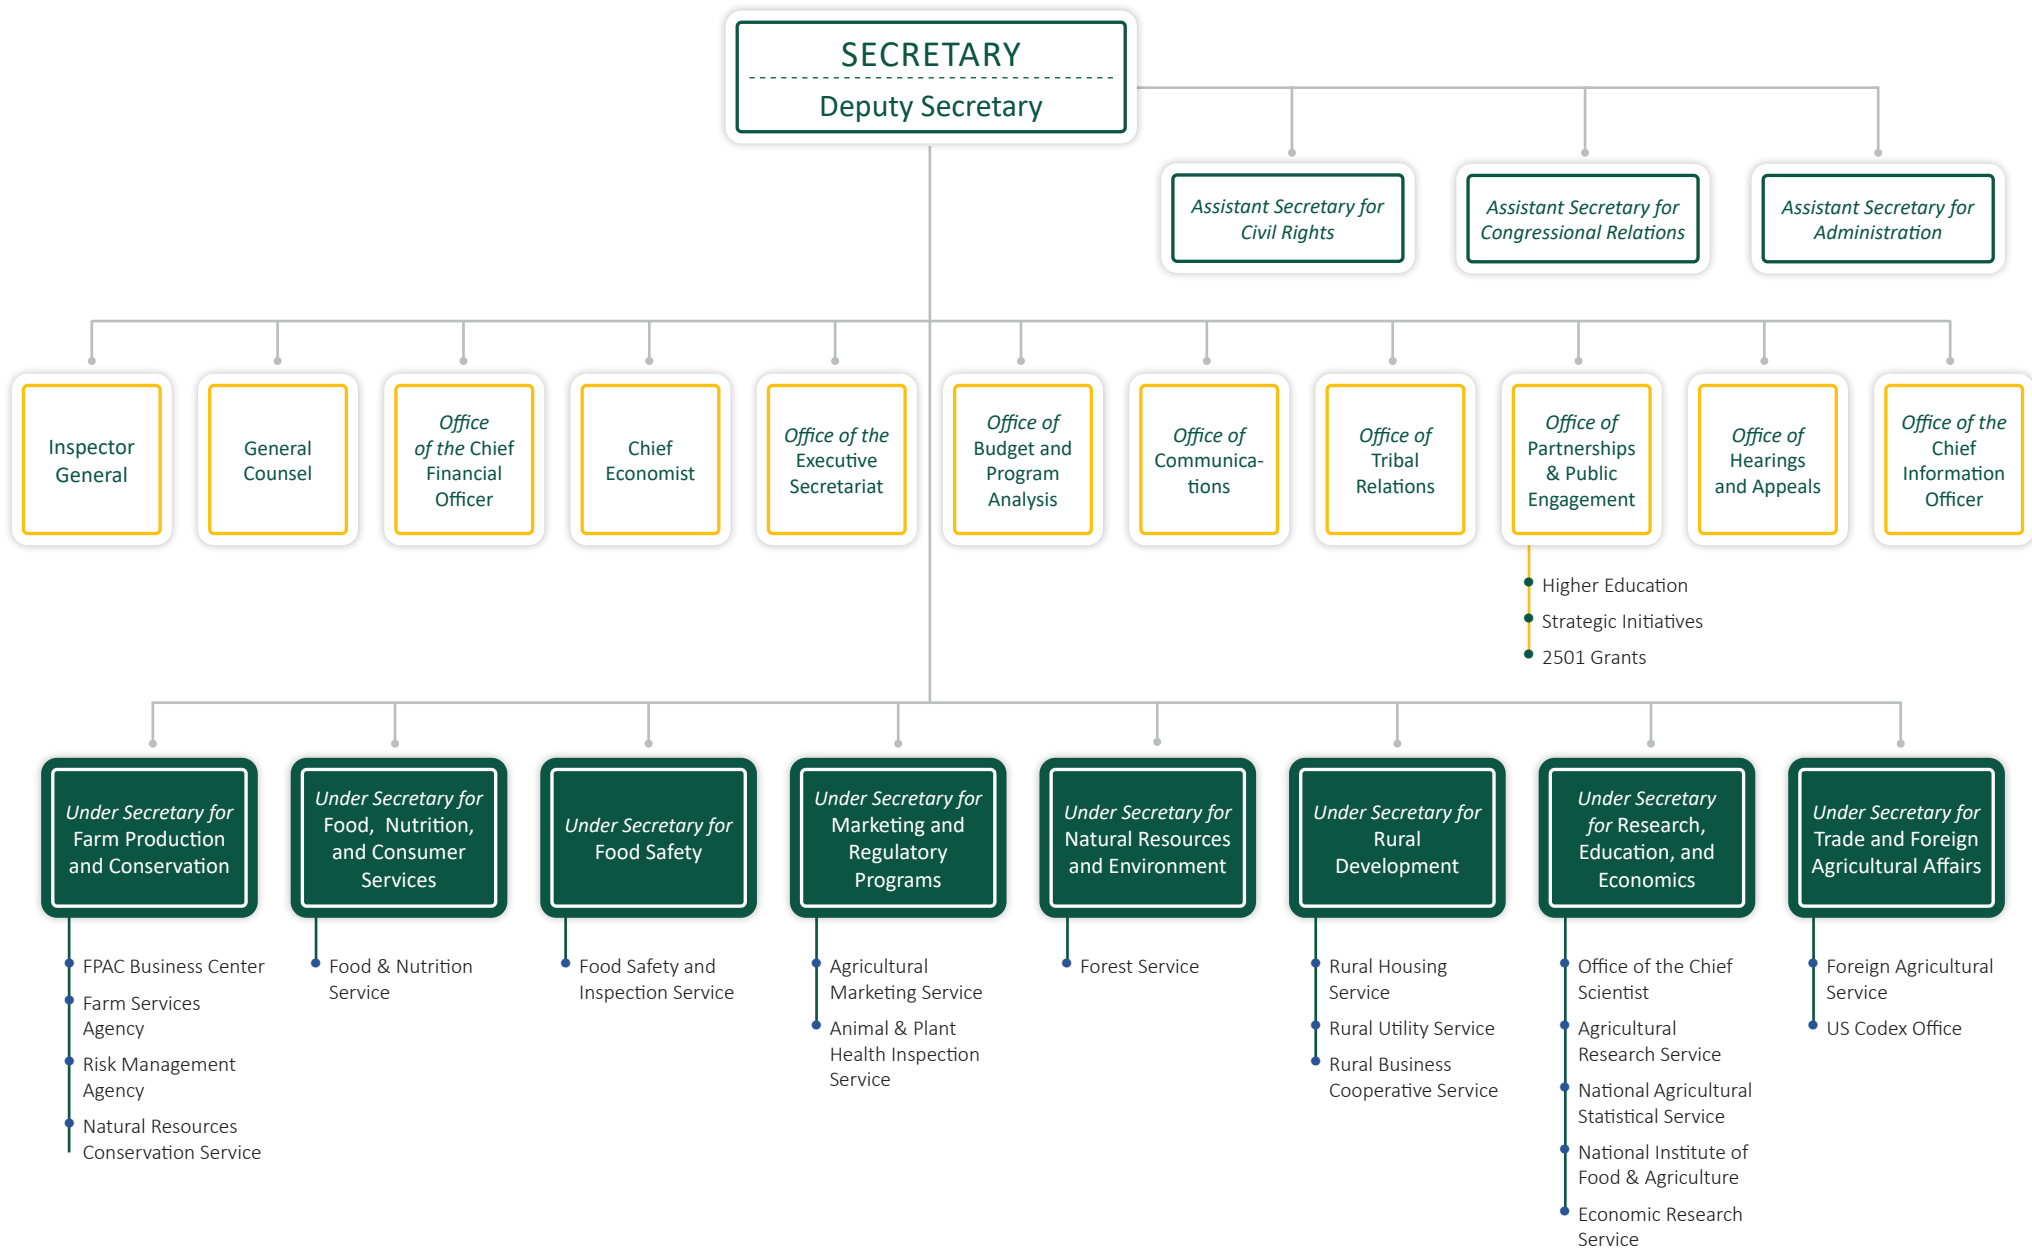 SECRETARY
Deputy Secretary
Assistant Secretary for
Civil Rights
Assistant Secretary for
Congressional Relations
Assistant Secretary for
Administration
Inspector
General
General
Counsel
Office
of the Chief
Financial
Officer
Chief
Economist
Office of the
Executive
Secretariat
Office of
Budget and
Program
Analysis
Office of
Communica-
tions
Office of
Tribal
Relations
Office of
Partnerships
& Public
Engagement
Office of
Hearings
and Appeals
Office of the
Chief
Information
Officer
Higher Education
Strategic Initiatives
2501 Grants
Under Secretary for
Farm Production
and Conservation
FPAC Business Center
Farm Services
Agency
Risk Management
Agency
Natural Resources
Conservation Service
Under Secretary for
Food, Nutrition,
and Consumer
Services
Food & Nutrition
Service
Under Secretary for
Food Safety
Food Safety and
Inspection Service
Under Secretary for
Marketing and
Regulatory
Programs
Agricultural
Marketing Service
Animal & Plant
Health Inspection
Service
Under Secretary for
Natural Resources
and Environment
Forest Service
Under Secretary for
Rural
Development
Rural Housing
Service
Rural Utility Service
Rural Business
Cooperative Service
Under Secretary
for Research,
Education, and
Economics
Office of the Chief
Scientist
Agricultural
Research Service
National Agricultural
Statistical Service
National Institute of
Food & Agriculture
Economic Research
Service
Under Secretary for
Trade and Foreign
Agricultural Affairs
Foreign Agricultural
Service
US Codex Office